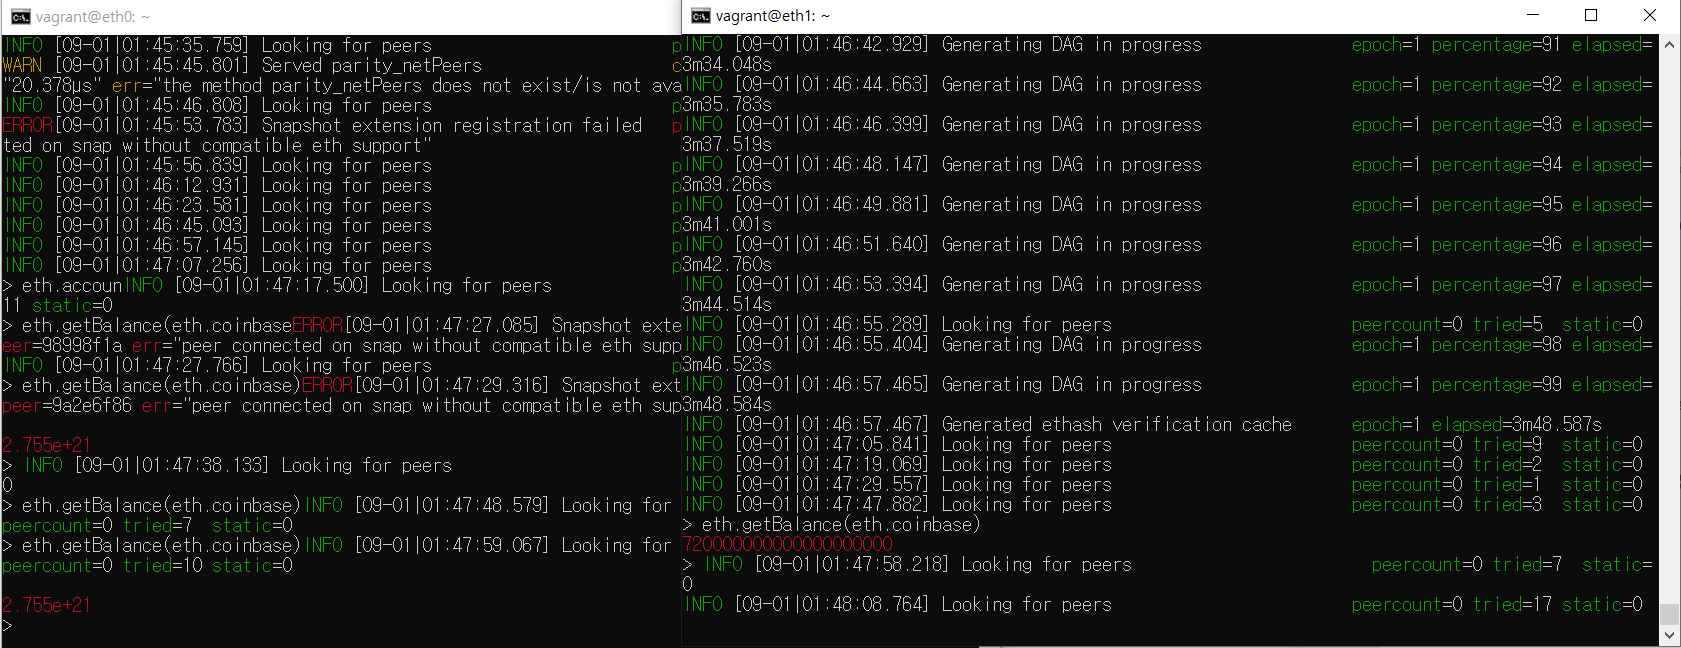 vagrant@eth0: ~
INFO [09-01|01:45:35.759] Looking for peers p
WARN [09-01|01:45:45.801] Served parity_netPeers c
"20.378µs" err="the method parity_netPeers does not exist/is not ava
INFO [09-01|01:45:46.808] Looking for peers p
ERROR[09-01|01:45:53.783] Snapshot extension registration failed p
ted on snap without compatible eth support"
INFO [09-01|01:45:56.839] Looking for peers p
INFO [09-01|01:46:12.931] Looking for peers p
INFO [09-01|01:46:23.581] Looking for peers p
INFO [09-01|01:46:45.093] Looking for peers p
INFO [09-01|01:46:57.145] Looking for peers p
INFO [09-01|01:47:07.256] Looking for peers p
> eth.accounINFO [09-01|01:47:17.500] Looking for peers
11 static=0
> eth.getBalance(eth.coinbaseERROR[09-01|01:47:27.085] Snapshot exte
eer=98998f1a err="peer connected on snap without compatible eth supp
INFO [09-01|01:47:27.766] Looking for peers p
> eth.getBalance(eth.coinbase)ERROR[09-01|01:47:29.316] Snapshot ext
peer=9a2e6f86 err="peer connected on snap without compatible eth sup
2.755e+21
> INFO [09-01|01:47:38.133] Looking for peers
0
> eth.getBalance(eth.coinbase)INFO [09-01|01:47:48.579] Looking for
peercount=0 tried=7 static=0
> eth.getBalance(eth.coinbase)INFO [09-01|01:47:59.067] Looking for
peercount=0 tried=10 static=0
2.755e+21
>
vagrant@eth1: ~
INFO [09-01|01:46:42.929] Generating DAG in progress epoch=1 percentage=91 elapsed=
3m34.048s
INFO [09-01|01:46:44.663] Generating DAG in progress epoch=1 percentage=92 elapsed=
3m35.783s
INFO [09-01|01:46:46.399] Generating DAG in progress epoch=1 percentage=93 elapsed=
3m37.519s
INFO [09-01|01:46:48.147] Generating DAG in progress epoch=1 percentage=94 elapsed=
3m39.266s
INFO [09-01|01:46:49.881] Generating DAG in progress epoch=1 percentage=95 elapsed=
3m41.001s
INFO [09-01|01:46:51.640] Generating DAG in progress epoch=1 percentage=96 elapsed=
3m42.760s
INFO [09-01|01:46:53.394] Generating DAG in progress epoch=1 percentage=97 elapsed=
3m44.514s
INFO [09-01|01:46:55.289] Looking for peers peercount=0 tried=5 static=0
INFO [09-01|01:46:55.404] Generating DAG in progress epoch=1 percentage=98 elapsed=
3m46.523s
INFO [09-01|01:46:57.465] Generating DAG in progress epoch=1 percentage=99 elapsed=
3m48.584s
INFO [09-01|01:46:57.467] Generated ethash verification cache epoch=1 elapsed=3m48.587s
INFO [09-01|01:47:05.841] Looking for peers peercount=0 tried=9 static=0
INFO [09-01|01:47:19.069] Looking for peers peercount=0 tried=2 static=0
INFO [09-01|01:47:29.557] Looking for peers peercount=0 tried=1 static=0
INFO [09-01|01:47:47.882] Looking for peers peercount=0 tried=3 static=0
> eth.getBalance(eth.coinbase)
720000000000000000000
> INFO [09-01|01:47:58.218] Looking for peers peercount=0 tried=7 static=
0
INFO [09-01|01:48:08.764] Looking for peers peercount=0 tried=17 static=0